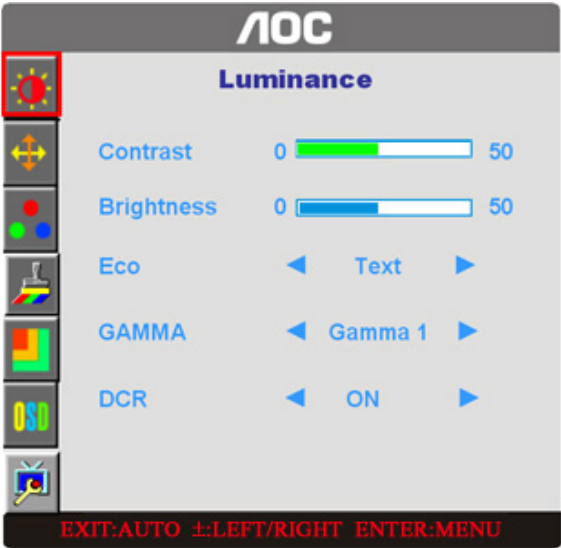 AOC
Luminance
Contrast 0 50
Brightness 0 50
Eco Text
GAMMA Gamma 1
DCR ON
OSD
EXIT:AUTO ±:LEFT/RIGHT ENTER:MENU